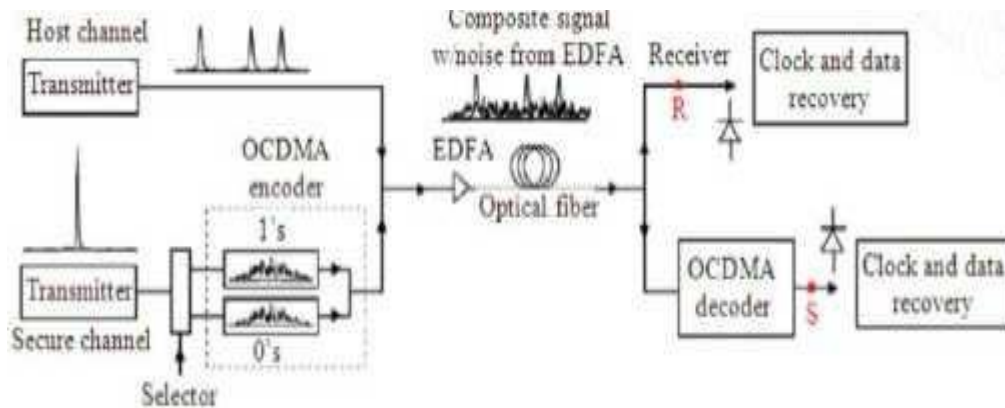 Host channel
Transmitter
Composite signal
w/noise from EDFA
Receiver
Clock and data
recovery
R
OCDMA
encoder
EDFA
Optical fiber
1's
0's
Transmitter
Secure channel
Selector
OCDMA
decoder
S
Clock and data
recovery